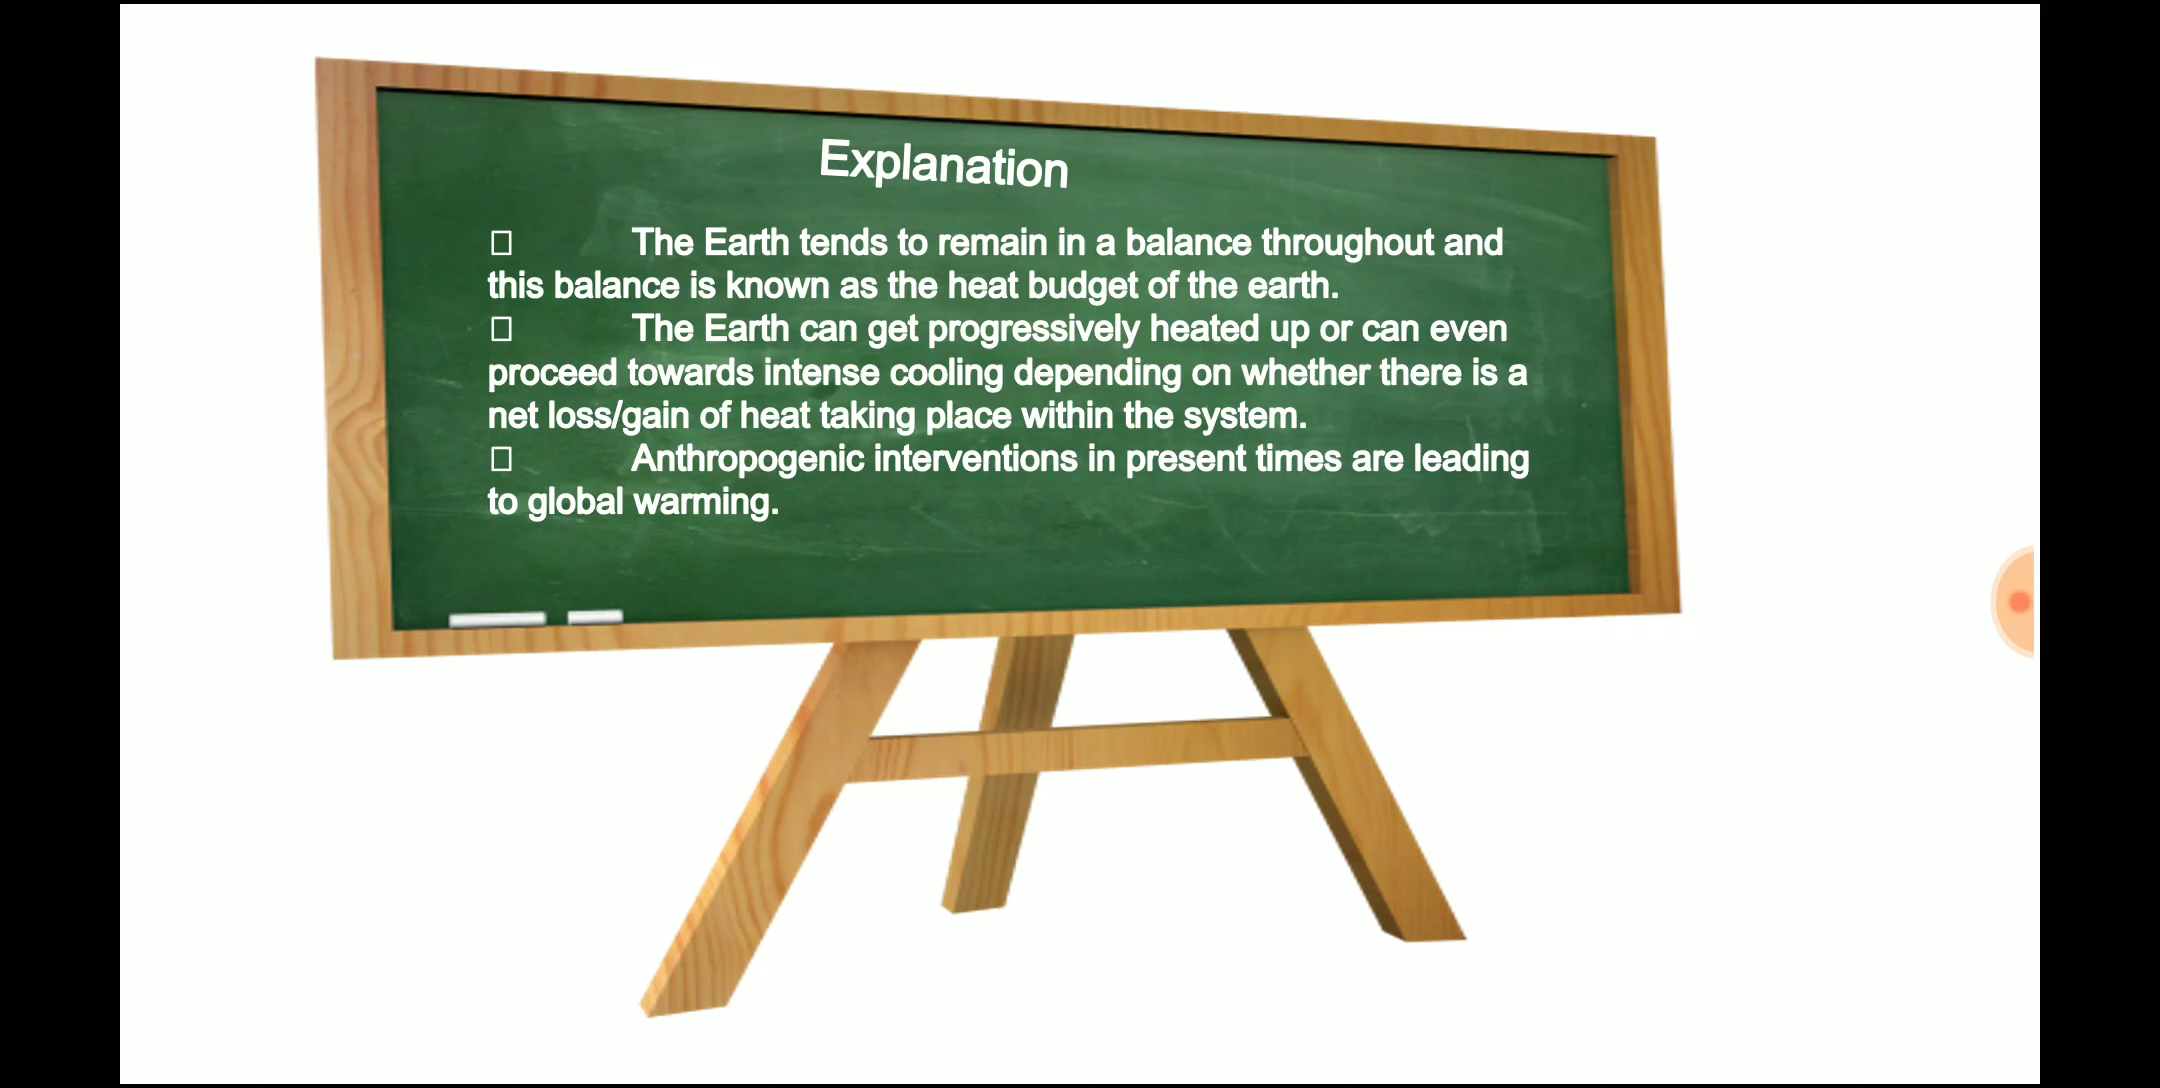 Explanation
The Earth tends to remain in a balance throughout and
this balance is known as the heat budget of the earth.
The Earth can get progressively heated up or can even
proceed towards intense cooling depending on whether there is a
net loss/gain of heat taking place within the system.
Anthropogenic interventions in present times are leading
to global warming.